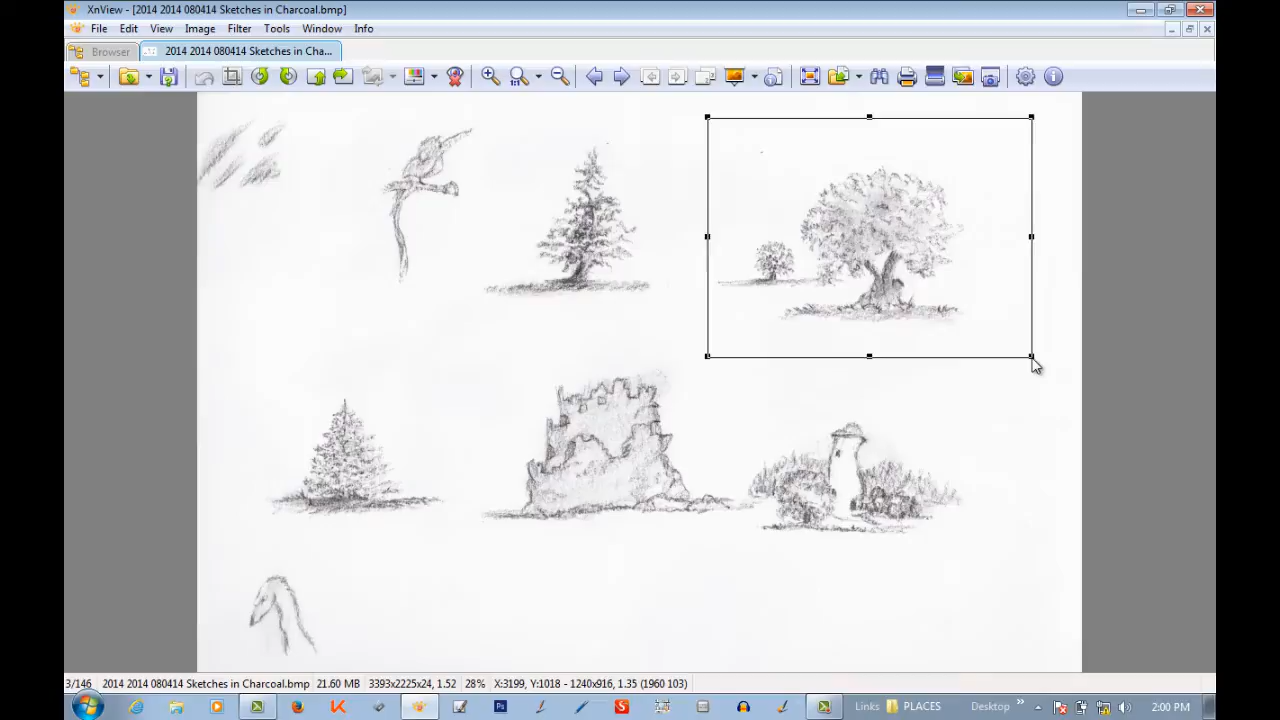 XnView - [2014 2014 080414 Sketches in Charcoal.bmp]
File Edit View Image Filter Tools Window Info
Browser 2014 2014 080414 Sketches in Cha...
1:1
3/146 2014 2014 080414 Sketches in Charcoal.bmp 21.60 MB 3393x2225x24, 1.52 28% X:3199, Y:1018 - 1240x916, 1.35 (1960 103)
Links PLACES Desktop » 2:00 PM